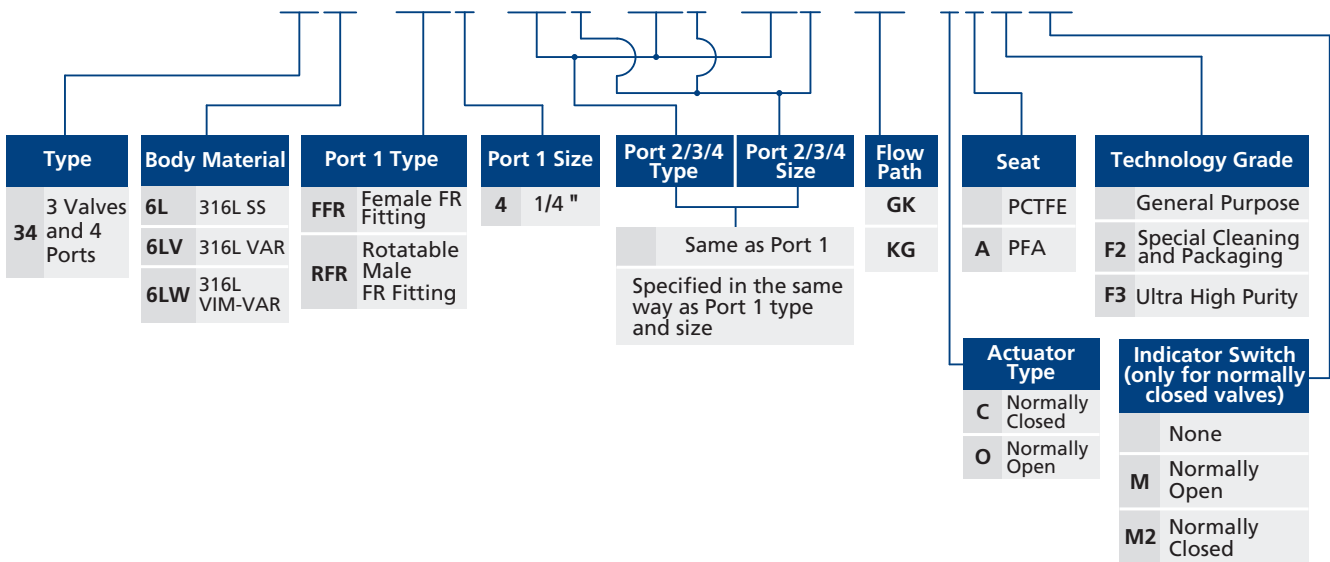 Type
34
3 Valves
and 4
Ports
Body Material
6L 316L SS
6LV 316L VAR
6LW 316L
VIM-VAR
Port 1 Type
FFR Female FR
Fitting
RFR Rotatable
Male
FR Fitting
Port 1 Size
4 1/4 "
Port 2/3/4
Type
Port 2/3/4
Size
Same as Port 1
Specified in the same
way as Port 1 type
and size
Flow
Path
GK
KG
Seat
PCTFE
A PFA
Technology Grade
General Purpose
F2 Special Cleaning
and Packaging
F3 Ultra High Purity
Actuator
Type
C Normally
Closed
O Normally
Open
Indicator Switch
(only for normally
closed valves)
None
M Normally
Open
M2 Normally
Closed